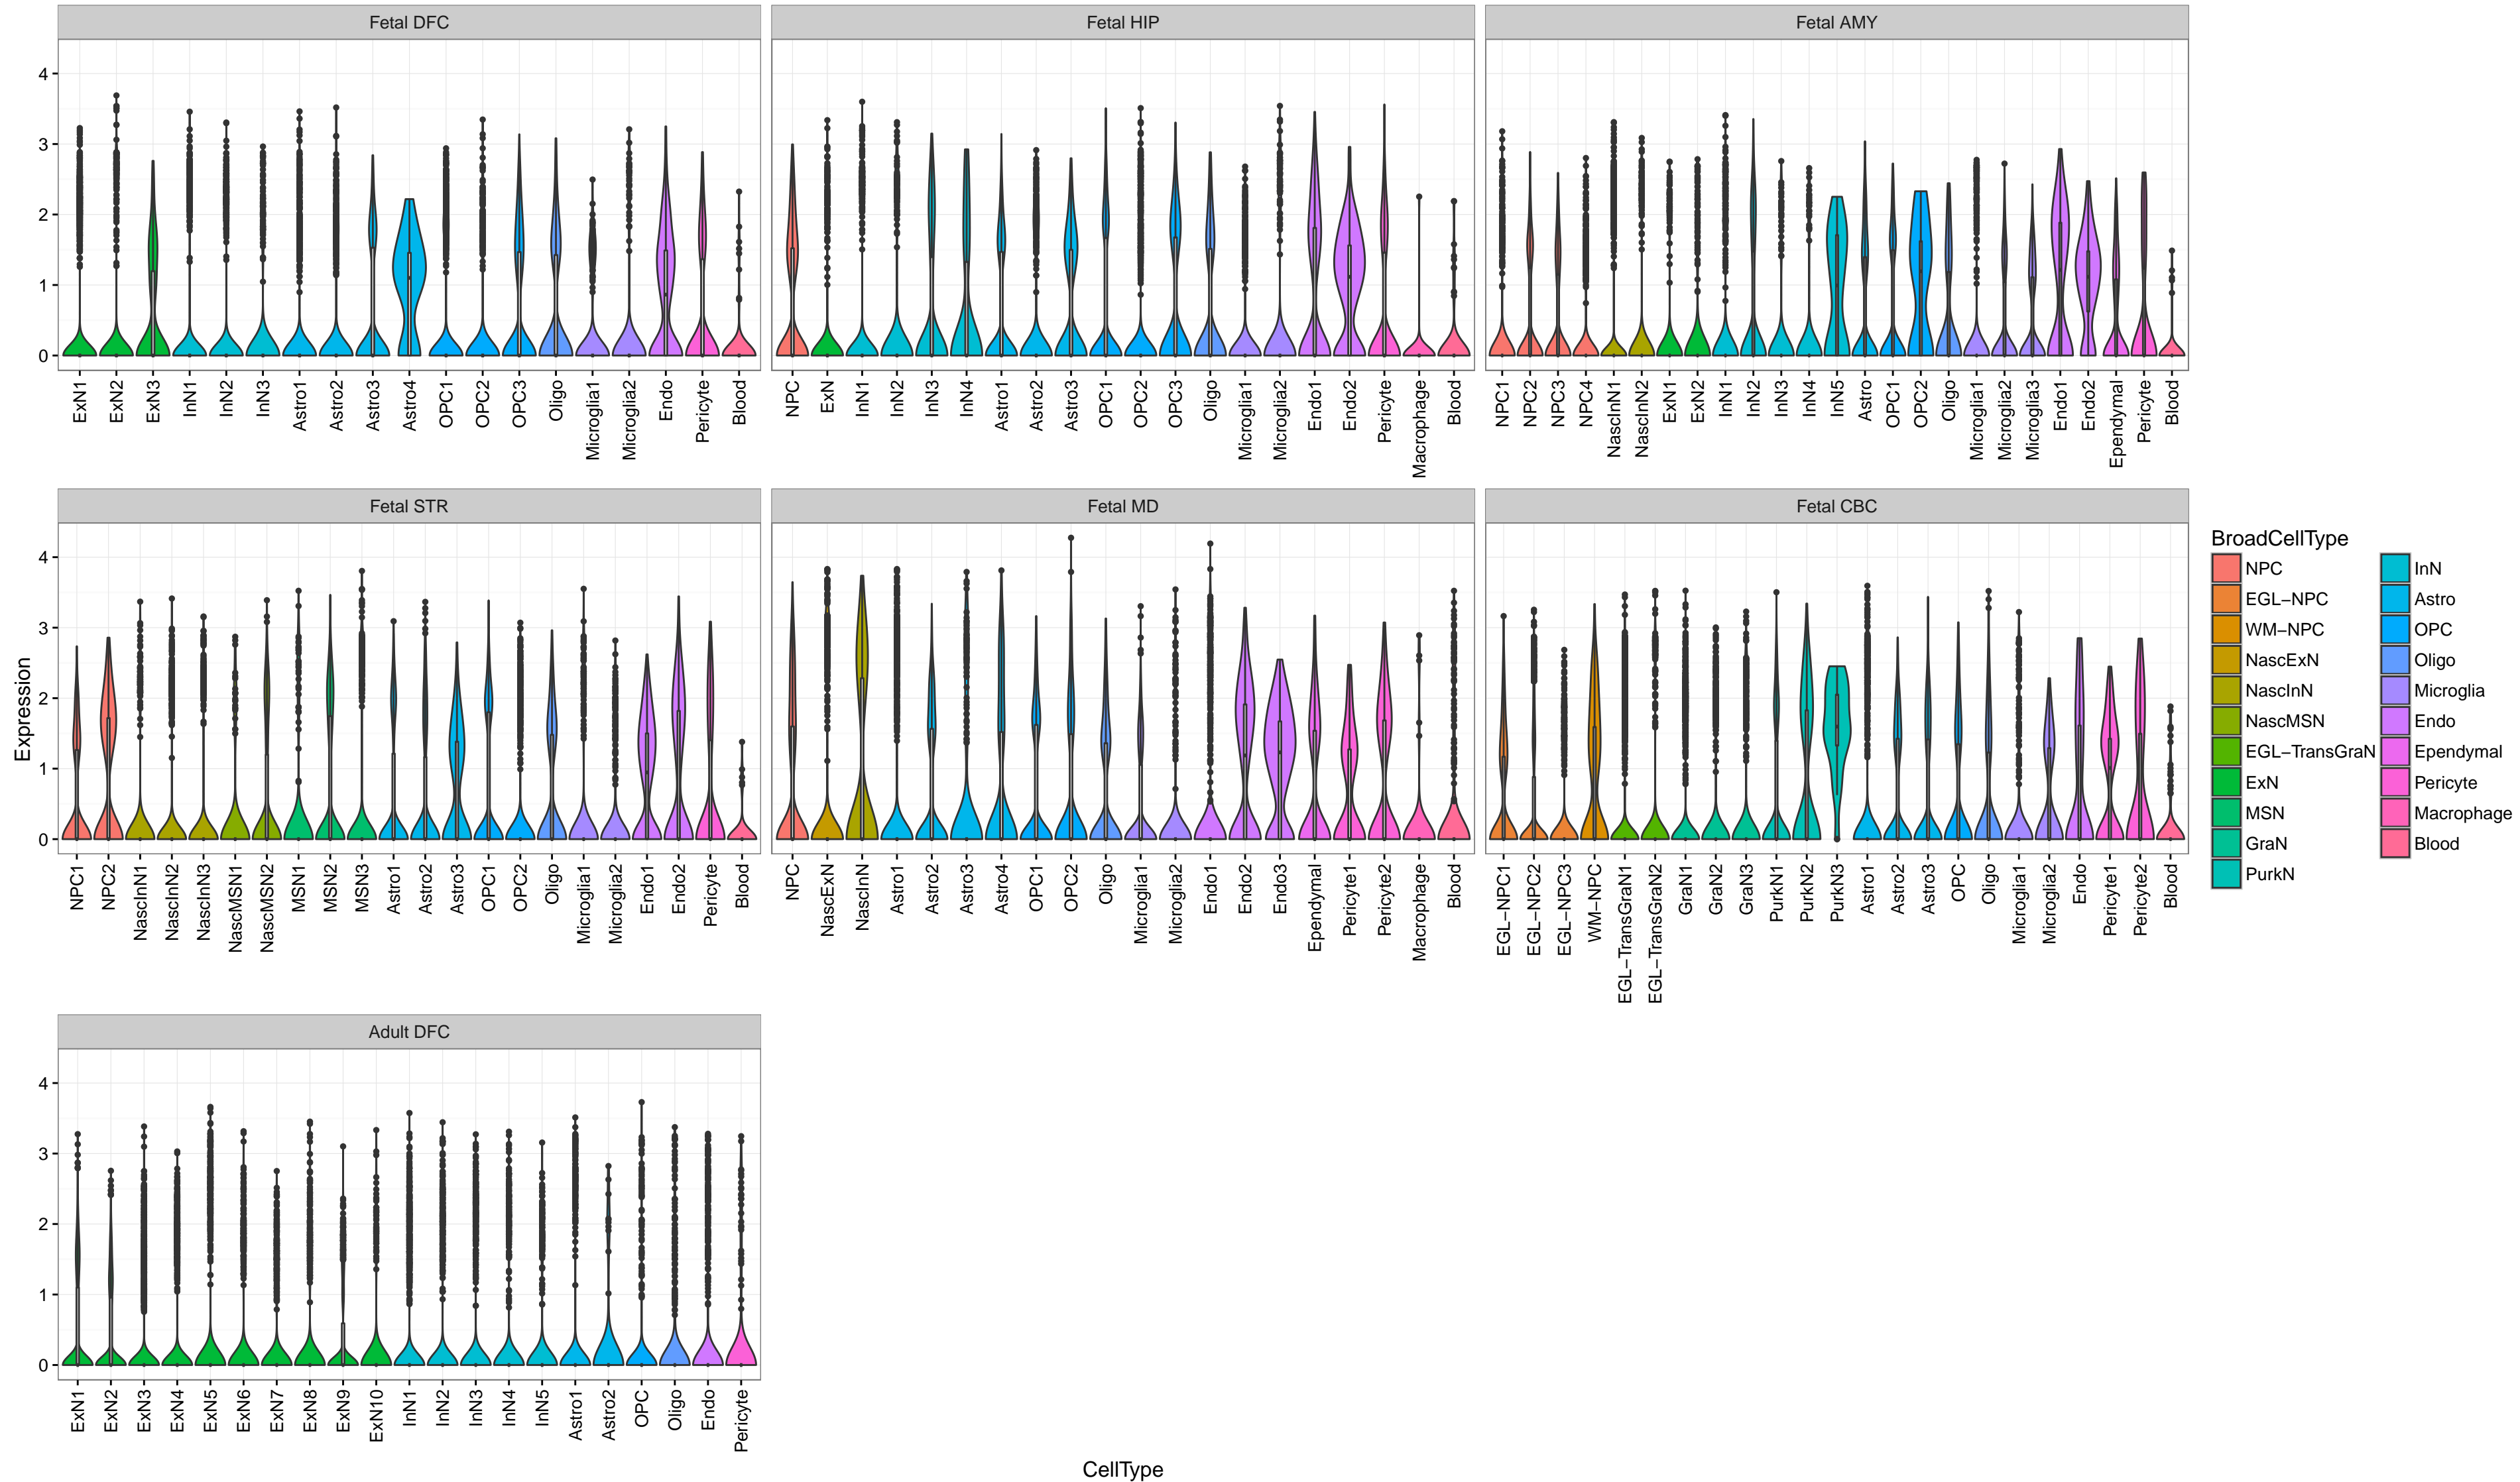 Fetal DFC Fetal HIP Fetal AMY
4
3
2
1
0
ExN1 ExN2 ExN3 InN1 InN2 InN3 Astro1 Astro2 Astro3 Astro4 OPC1 OPC2 OPC3 Oligo Microglia1 Microglia2 Endo Pericyte Blood
NPC ExN InN1 InN2 InN3 InN4 Astro1 Astro2 Astro3 OPC1 OPC2 OPC3 Oligo Microglia1 Microglia2 Endo1 Endo2 Pericyte Macrophage Blood
NPC1 NPC2 NPC3 NPC4 NascInN1 NascInN2 ExN1 ExN2 InN1 InN2 InN3 InN4 InN5 Astro OPC1 OPC2 Oligo Microglia1 Microglia2 Microglia3 Endo1 Endo2 Ependymal Pericyte Blood
Fetal STR Fetal MD Fetal CBC
4
3
2
1
0
Expression
NPC1 NPC2 NascInN1 NascInN2 NascInN3 NascMSN1 NascMSN2 MSN1 MSN2 MSN3 Astro1 Astro2 Astro3 OPC1 OPC2 Oligo Microglia1 Microglia2 Endo1 Endo2 Pericyte Blood
NPC NascExN NascInN Astro1 Astro2 Astro3 Astro4 OPC1 OPC2 Oligo Microglia1 Microglia2 Endo1 Endo2 Endo3 Ependymal Pericyte1 Pericyte2 Macrophage Blood
EGL−NPC1 EGL−NPC2 EGL−NPC3 WM−NPC EGL−TransGraN1 EGL−TransGraN2 GraN1 GraN2 GraN3 PurkN1 PurkN2 PurkN3 Astro1 Astro2 Astro3 OPC Oligo Microglia1 Microglia2 Endo Pericyte1 Pericyte2 Blood
BroadCellType
NPC InN
EGL−NPC Astro
WM−NPC OPC
NascExN Oligo
NascInN Microglia
NascMSN Endo
EGL−TransGraN Ependymal
ExN Pericyte
MSN Macrophage
GraN Blood
PurkN
Adult DFC
4
3
2
1
0
ExN1 ExN2 ExN3 ExN4 ExN5 ExN6 ExN7 ExN8 ExN9 ExN10 InN1 InN2 InN3 InN4 InN5 Astro1 Astro2 OPC Oligo Endo Pericyte
CellType